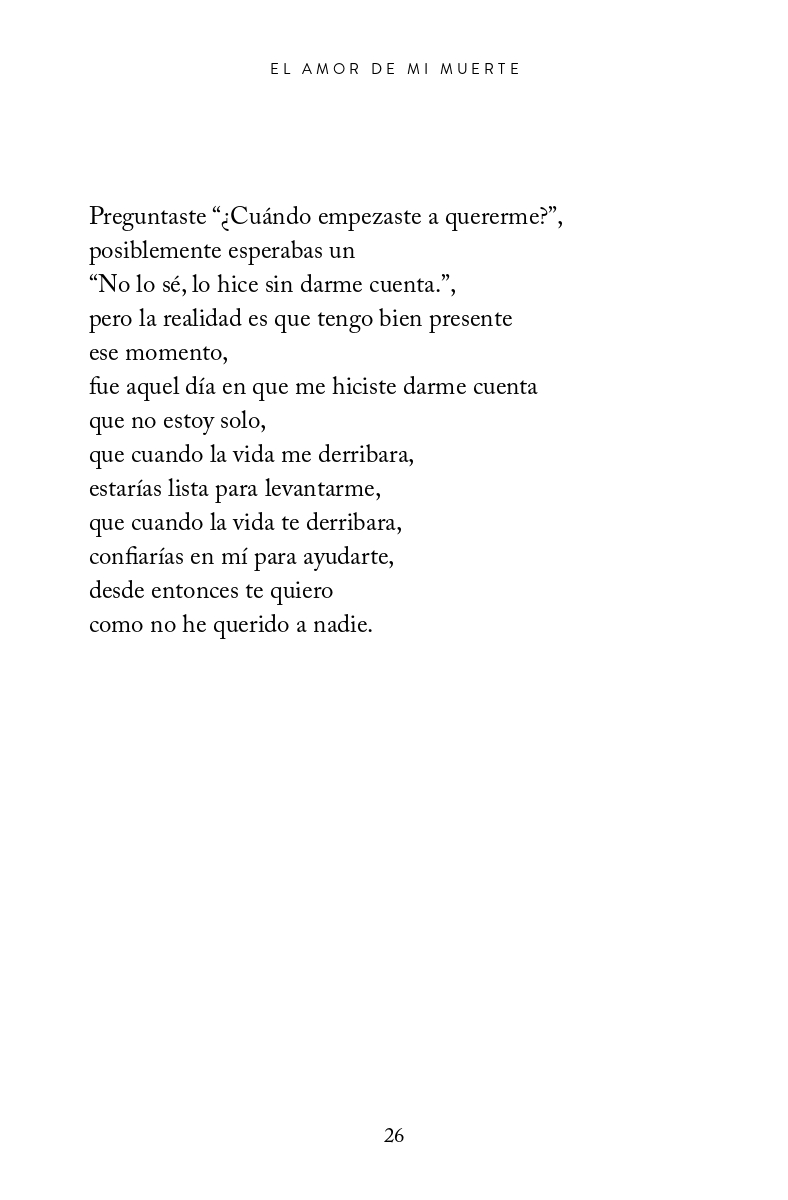 EL AMOR DE MI MUERTE
Preguntaste “¿Cuándo empezaste a quererme?”,
posiblemente esperabas un
“No lo sé, lo hice sin darme cuenta.”,
pero la realidad es que tengo bien presente
ese momento,
fue aquel día en que me hiciste darme cuenta
que no estoy solo,
que cuando la vida me derribara,
estarías lista para levantarme,
que cuando la vida te derribara,
confiarías en mí para ayudarte,
desde entonces te quiero
como no he querido a nadie.
26